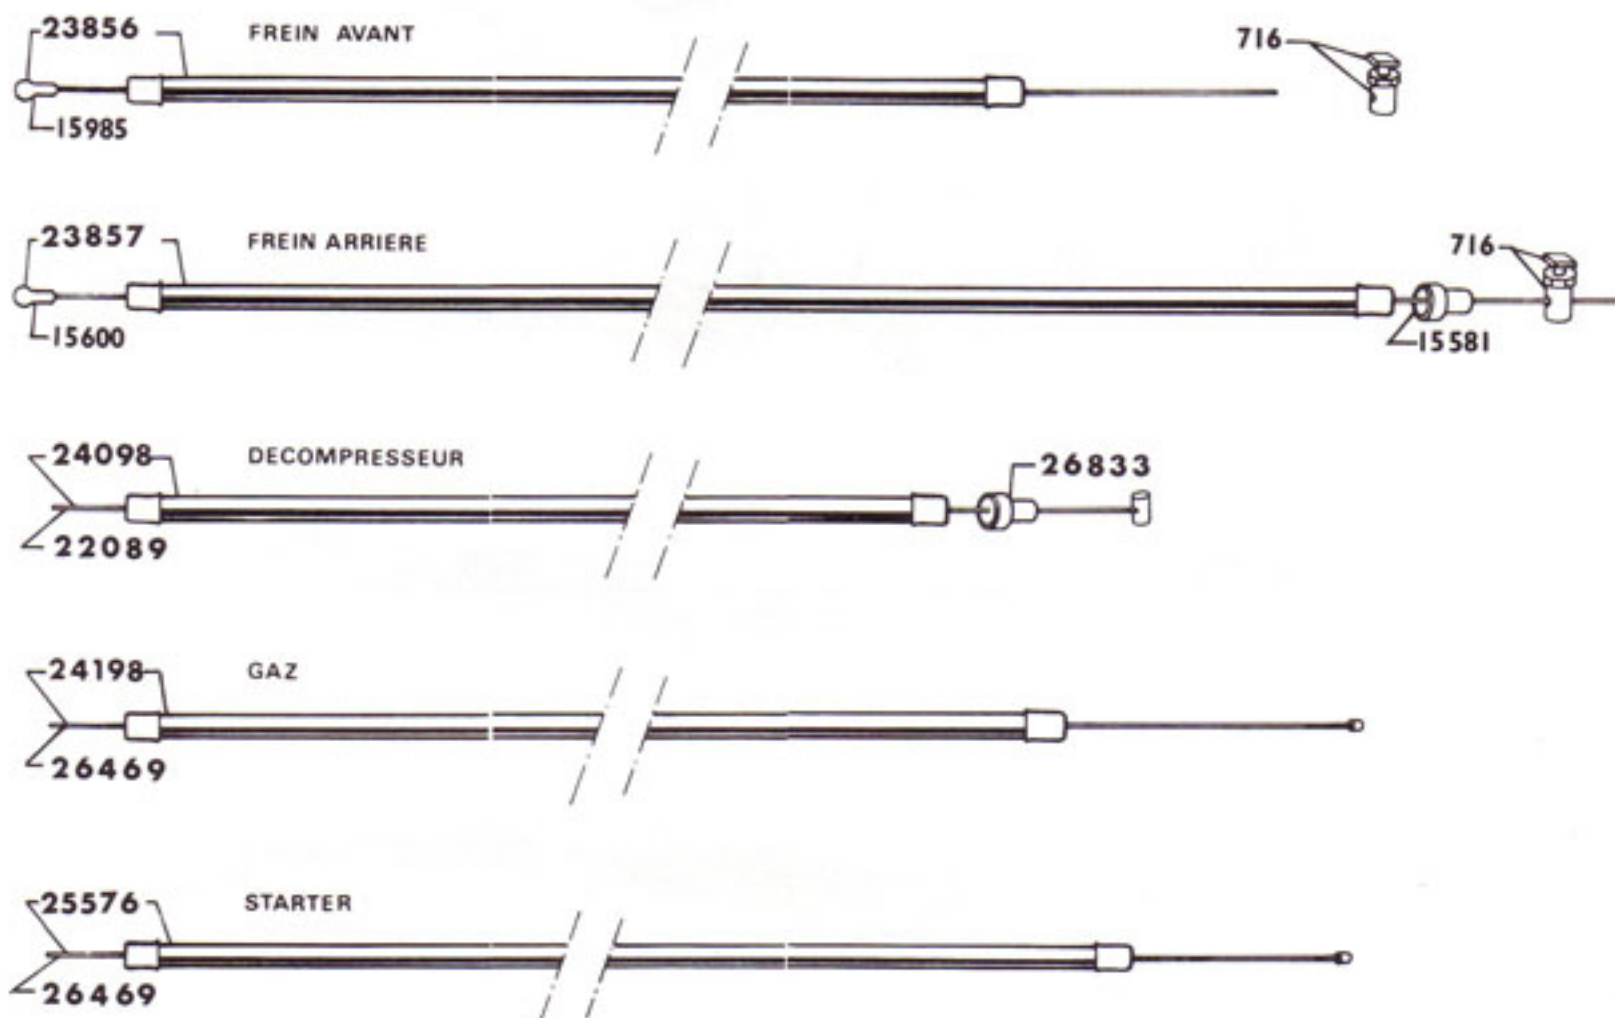 23856
FREIN AVANT
716
15985
23857
FREIN ARRIERE
716
15600
15581
24098
DECOMPRESSEUR
26833
22089
24198
GAZ
26469
25576
STARTER
26469